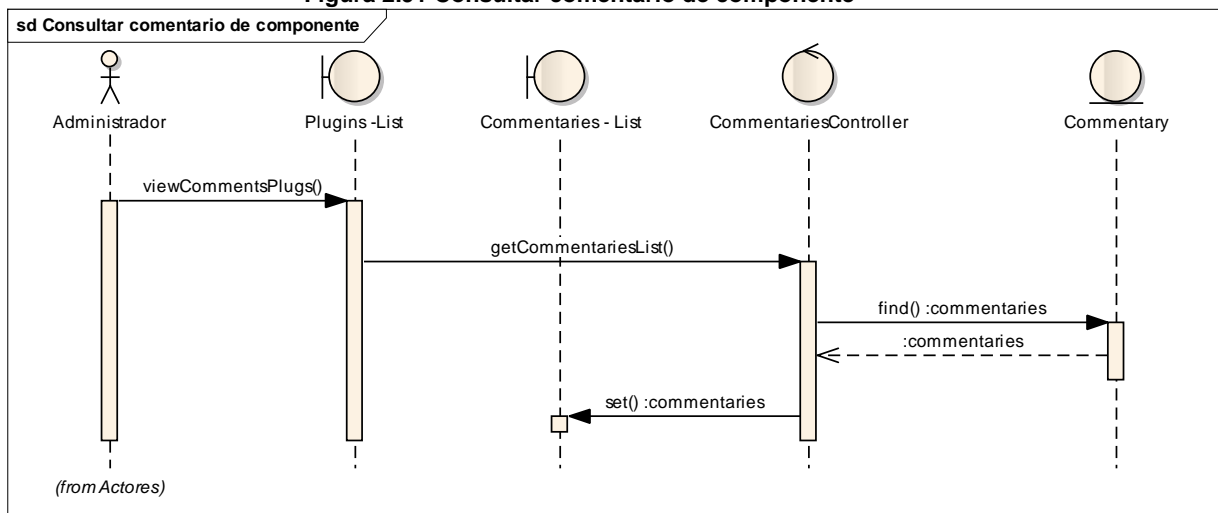 sd Consultar comentario de componente
Administrador
Plugins -List
Commentaries - List
CommentariesController
Commentary
viewCommentsPlugs()
getCommentariesList()
find() :commentaries
:commentaries
set() :commentaries
(from Actores)